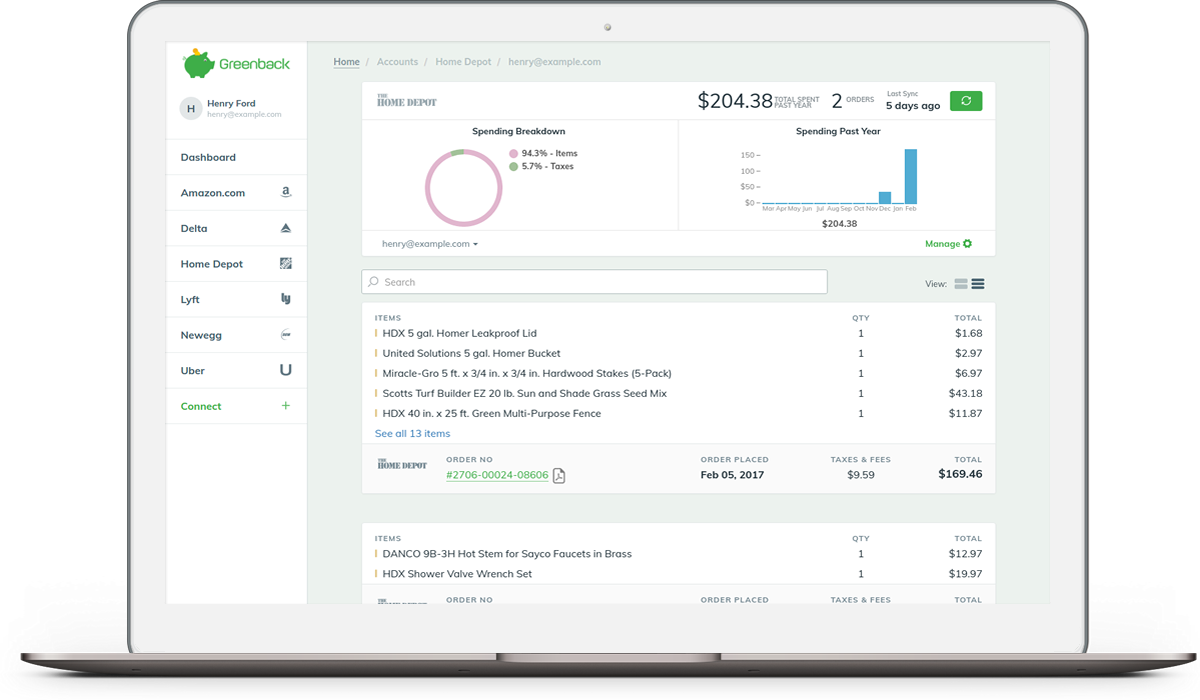 Greenback
Home / Accounts / Home Depot / henry@example.com
H
Henry Ford
henry@example.com
Dashboard
Amazon.com a
Delta
Home Depot
Lyft ly
Newegg
Uber U
Connect +
THE HOME DEPOT
$204.38 TOTAL SPENT PAST YEAR
2 ORDERS
Last Sync
5 days ago
Spending Breakdown
94.3% - Items
5.7% - Taxes
Spending Past Year
150
100
$50
$0
Mar Apr May Jun Jul Aug Sep Oct Nov Dec Jan Feb
$204.38
henry@example.com
Manage
Search
View:
ITEMS QTY TOTAL
HDX 5 gal. Homer Leakproof Lid 1 $1.68
United Solutions 5 gal. Homer Bucket 1 $2.97
Miracle-Gro 5 ft. x 3/4 in. x 3/4 in. Hardwood Stakes (5-Pack) 1 $6.97
Scotts Turf Builder EZ 20 lb. Sun and Shade Grass Seed Mix 1 $43.18
HDX 40 in. x 25 ft. Green Multi-Purpose Fence 1 $11.87
See all 13 items
THE HOME DEPOT
ORDER NO ORDER PLACED TAXES & FEES TOTAL
#2706-00024-08606 Feb 05, 2017 $9.59 $169.46
ITEMS QTY TOTAL
DANCO 9B-3H Hot Stem for Sayco Faucets in Brass 1 $12.97
HDX Shower Valve Wrench Set 1 $19.97
ORDER NO ORDER PLACED TAXES & FEES TOTAL